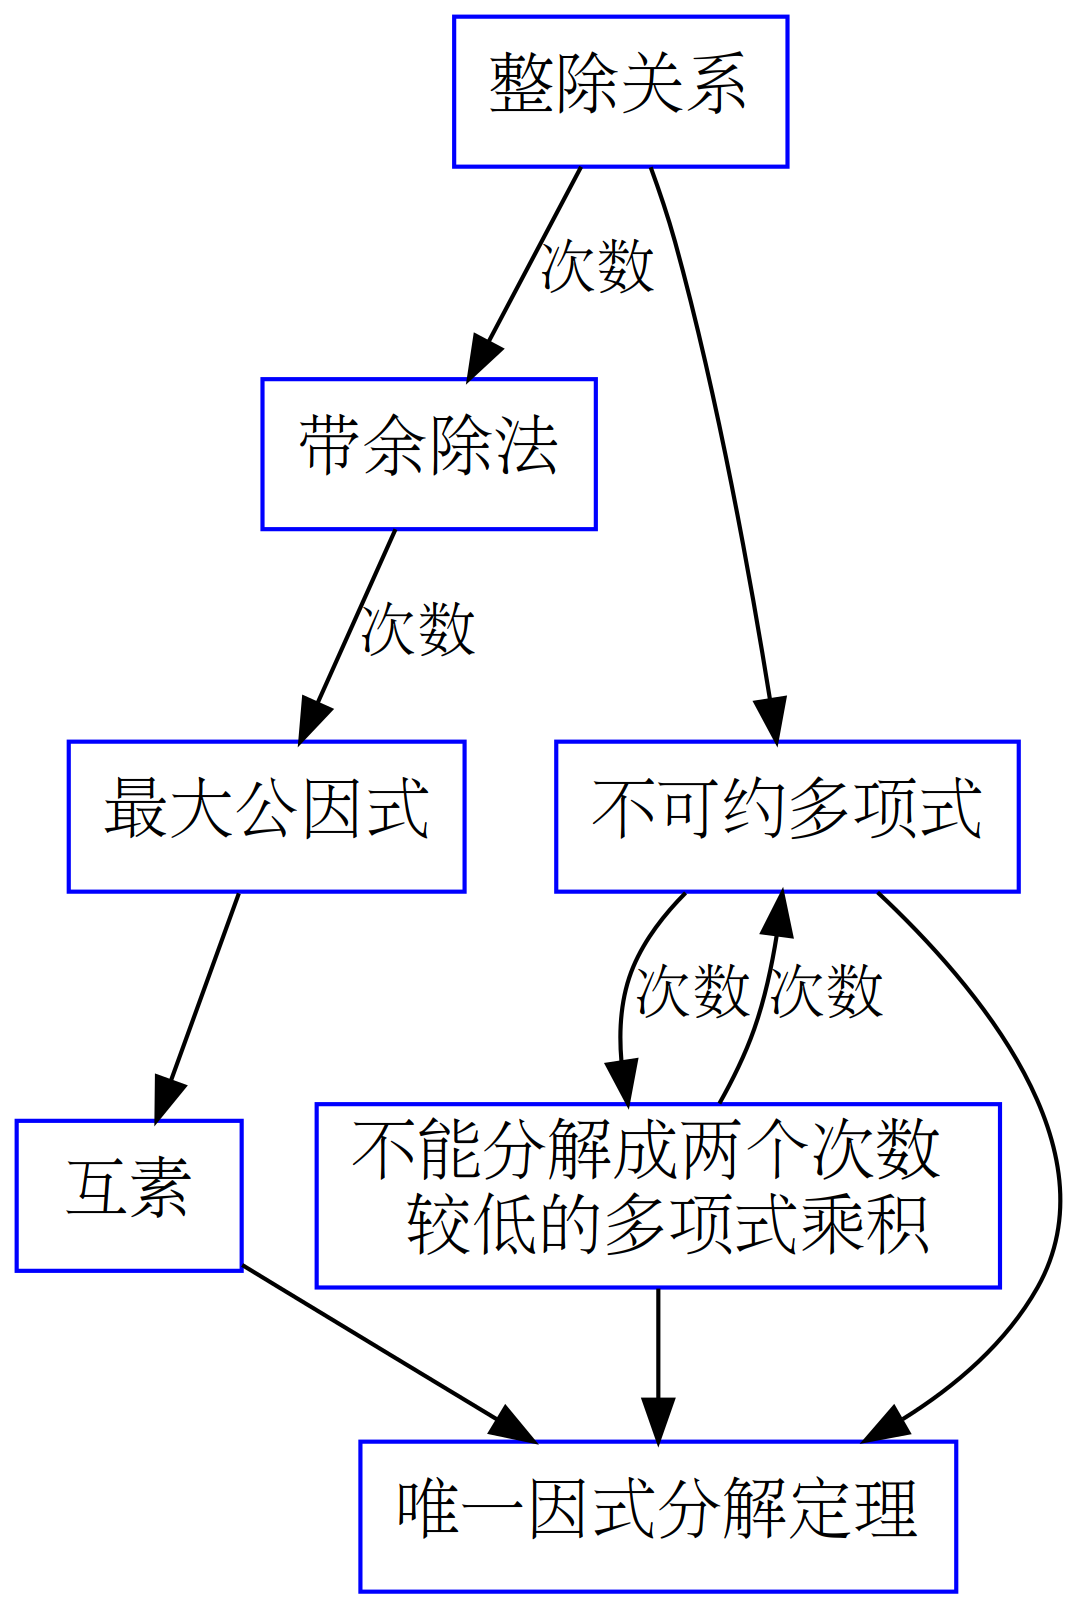 整除关系
次数
带余除法
次数
最大公因式
不可约多项式
次数
次数
互素
不能分解成两个次数
较低的多项式乘积
唯一因式分解定理